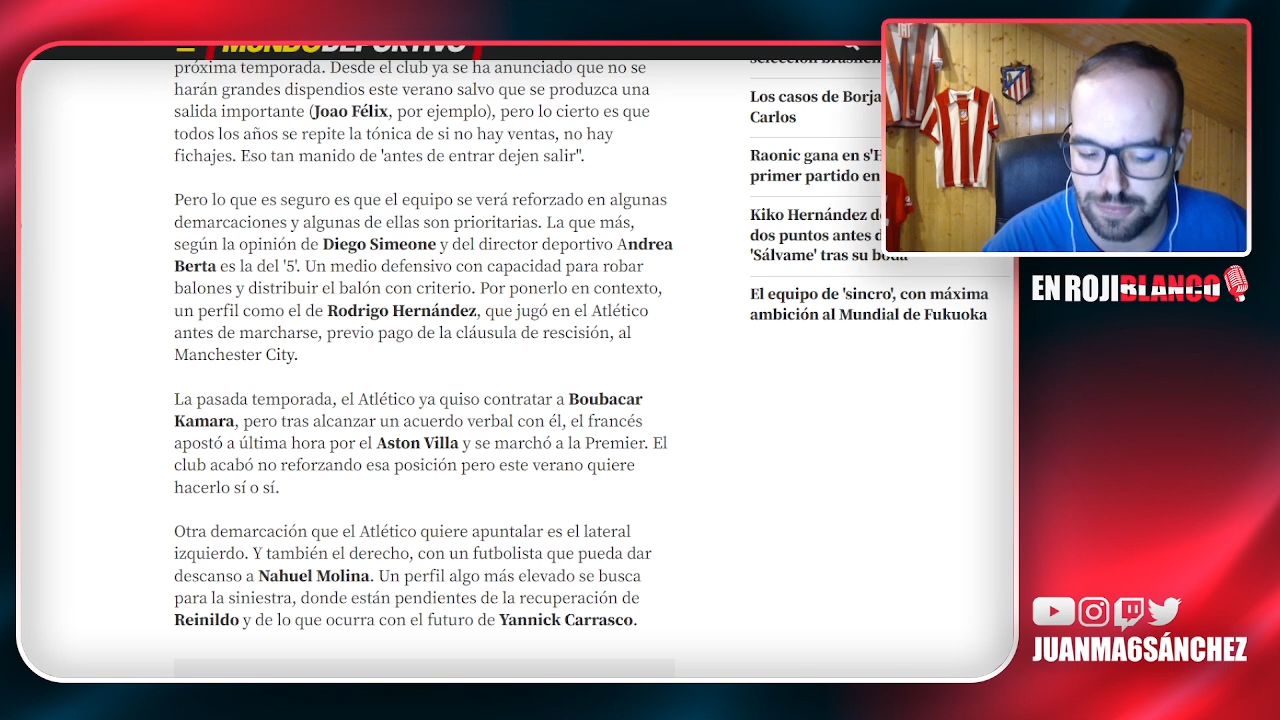 MUNDODEPORTIVO
próxima temporada. Desde el club ya se ha anunciado que no se
harán grandes dispendios este verano salvo que se produzca una
salida importante (Joao Félix, por ejemplo), pero lo cierto es que
todos los años se repite la tónica de si no hay ventas, no hay
fichajes. Eso tan manido de 'antes de entrar dejen salir".
Pero lo que es seguro es que el equipo se verá reforzado en algunas
demarcaciones y algunas de ellas son prioritarias. La que más,
según la opinión de Diego Simeone y del director deportivo Andrea
Berta es la del '5'. Un medio defensivo con capacidad para robar
balones y distribuir el balón con criterio. Por ponerlo en contexto,
un perfil como el de Rodrigo Hernández, que jugó en el Atlético
antes de marcharse, previo pago de la cláusula de rescisión, al
Manchester City.
La pasada temporada, el Atlético ya quiso contratar a Boubacar
Kamara, pero tras alcanzar un acuerdo verbal con él, el francés
apostó a última hora por el Aston Villa y se marchó a la Premier. El
club acabó no reforzando esa posición pero este verano quiere
hacerlo sí o sí.
Otra demarcación que el Atlético quiere apuntalar es el lateral
izquierdo. Y también el derecho, con un futbolista que pueda dar
descanso a Nahuel Molina. Un perfil algo más elevado se busca
para la siniestra, donde están pendientes de la recuperación de
Reinildo y de lo que ocurra con el futuro de Yannick Carrasco.
selección
Los casos de Borja
Carlos
Raonic gana en
primer partido en
Kiko Hernández
dos puntos antes
'Sálvame' tras su boda
El equipo de 'sincro', con máxima
ambición al Mundial de Fukuoka
EN ROJIBLANCO
JUANMA6SÁNCHEZ